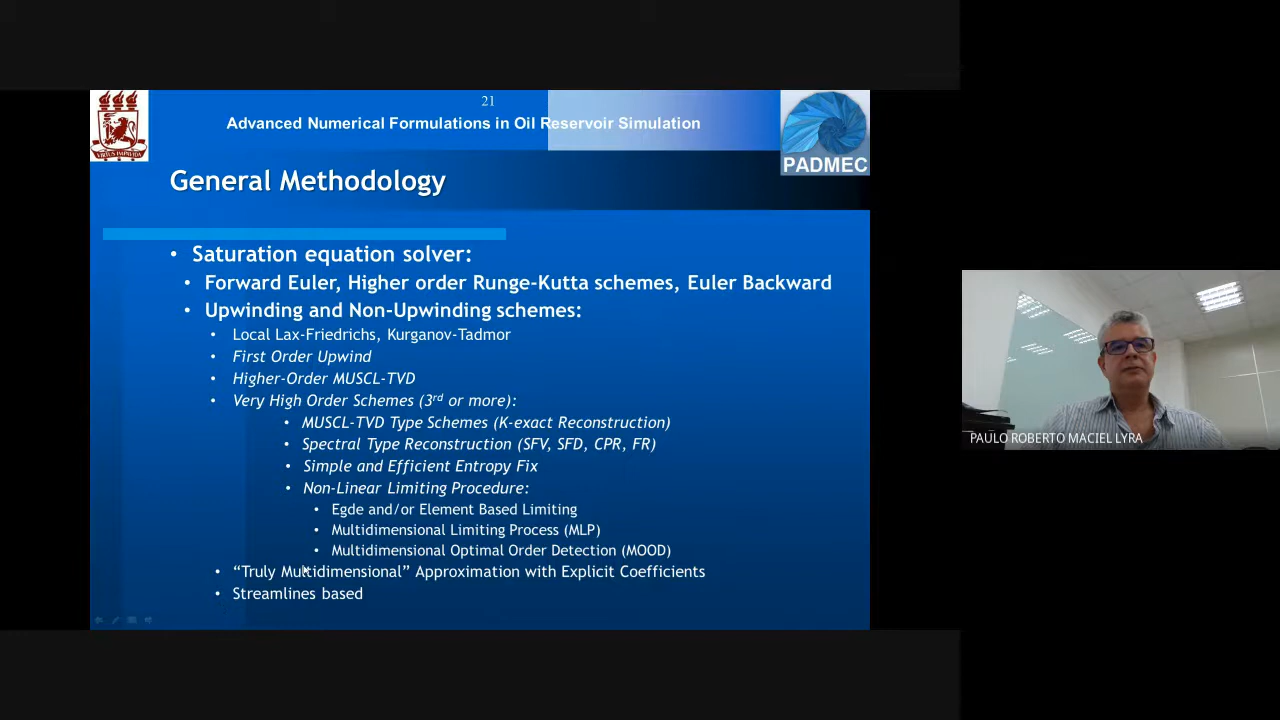 21
Advanced Numerical Formulations in Oil Reservoir Simulation
PADMEC
General Methodology
• Saturation equation solver:
• Forward Euler, Higher order Runge-Kutta schemes, Euler Backward
• Upwinding and Non-Upwinding schemes:
• Local Lax-Friedrichs, Kurganov-Tadmor
• First Order Upwind
• Higher-Order MUSCL-TVD
• Very High Order Schemes (3rd or more):
• MUSCL-TVD Type Schemes (K-exact Reconstruction)
• Spectral Type Reconstruction (SFV, SFD, CPR, FR)
• Simple and Efficient Entropy Fix
• Non-Linear Limiting Procedure:
• Egde and/or Element Based Limiting
• Multidimensional Limiting Process (MLP)
• Multidimensional Optimal Order Detection (MOOD)
• “Truly Multidimensional” Approximation with Explicit Coefficients
• Streamlines based
PAULO ROBERTO MACIEL LYRA